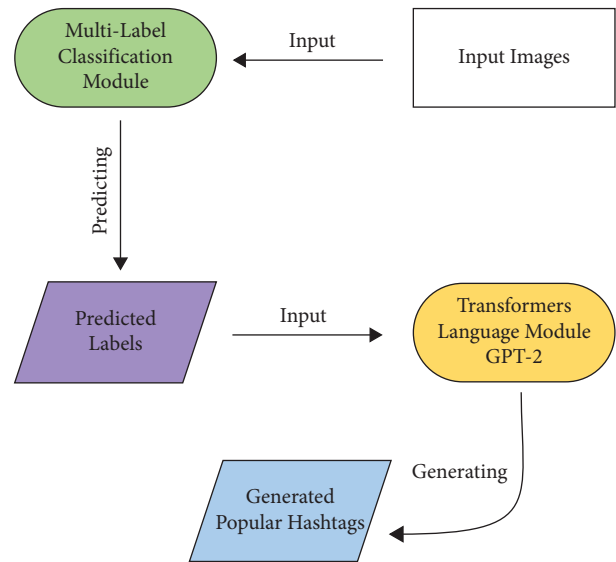 Multi-Label
Classification
Module
Input
Input Images
Predicting
Predicted
Labels
Input
Transformers
Language Module
GPT-2
Generating
Generated
Popular Hashtags